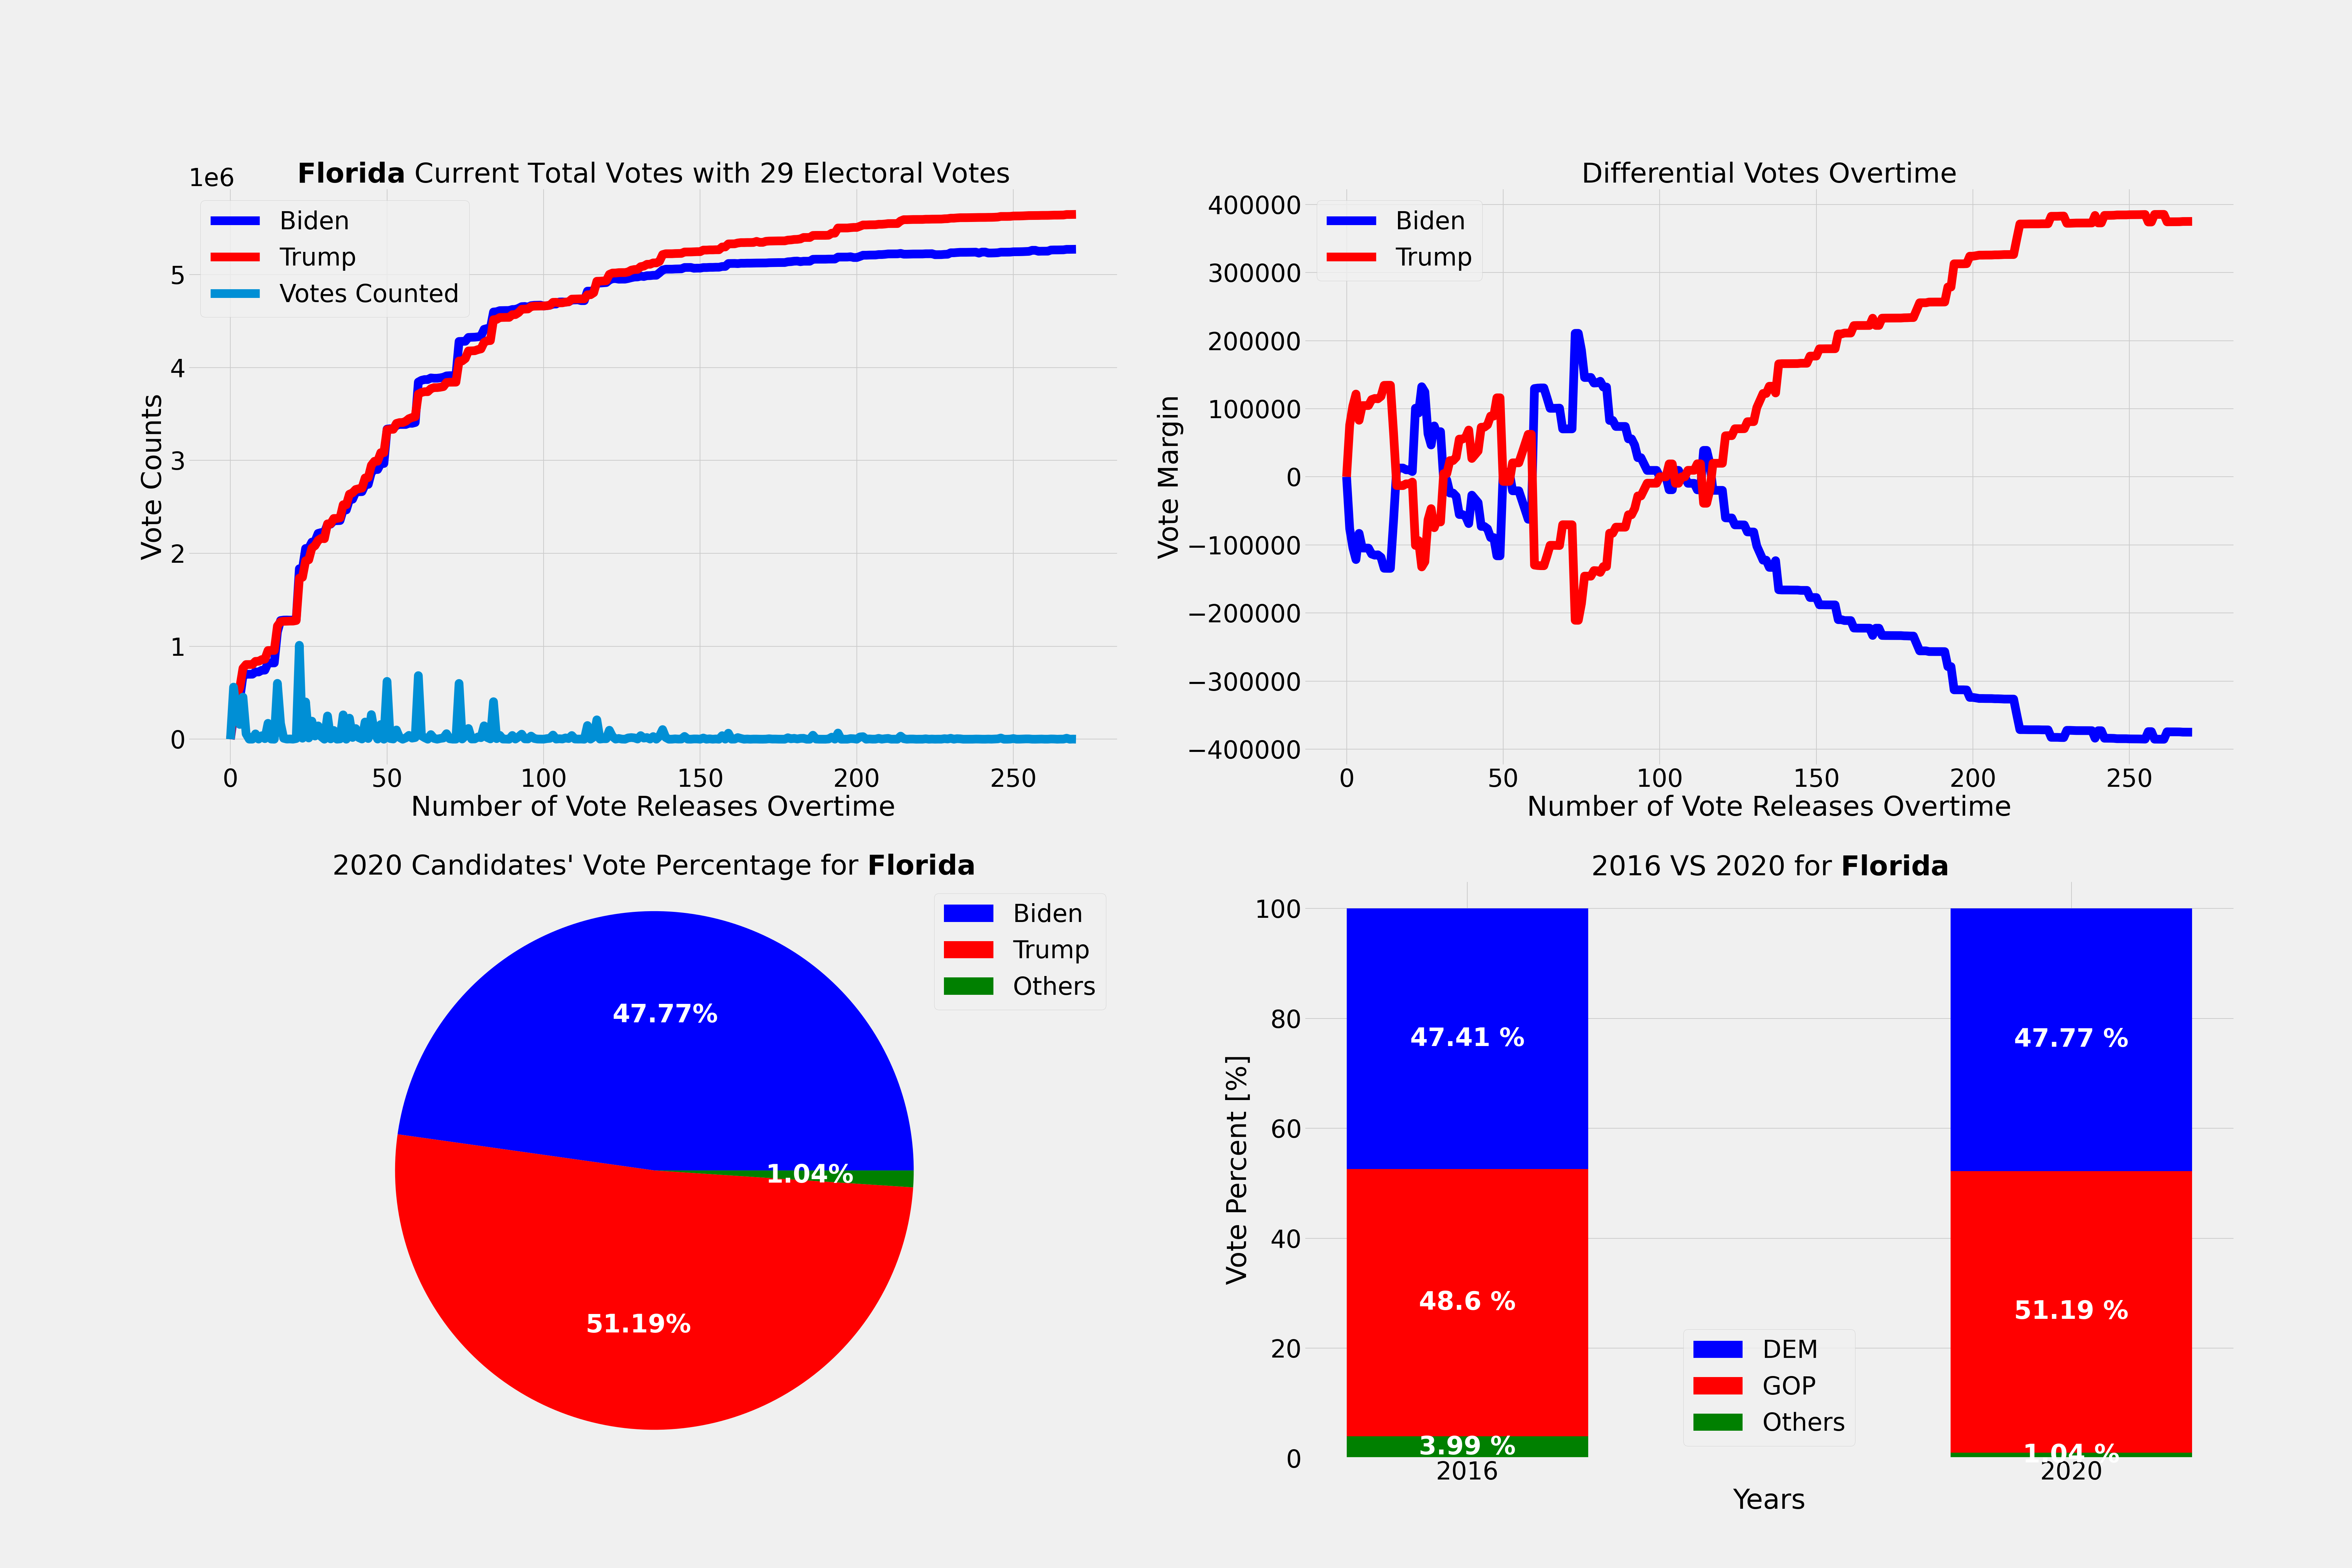 Florida Current Total Votes with 29 Electoral Votes
1e6
Biden
Trump
Votes Counted
5
4
3
2
1
0
Vote Counts
0 50 100 150 200 250
Number of Vote Releases Overtime
Differential Votes Overtime
Biden
Trump
400000
300000
200000
100000
0
−100000
−200000
−300000
−400000
Vote Margin
0 50 100 150 200 250
Number of Vote Releases Overtime
2020 Candidates' Vote Percentage for Florida
Biden
Trump
Others
47.77%
1.04%
51.19%
2016 VS 2020 for Florida
100
80
60
40
20
0
Vote Percent [%]
47.41 %
48.6 %
3.99 %
47.77 %
51.19 %
1.04 %
DEM
GOP
Others
2016 2020
Years